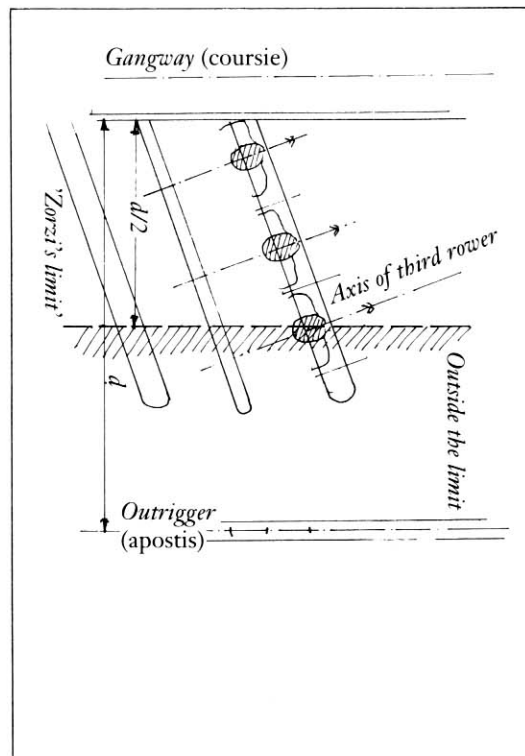 Gangway (coursie)
'Zorzi's limit'
d/2
d
Axis of third rower
Outside the limit
Outrigger
(apostis)